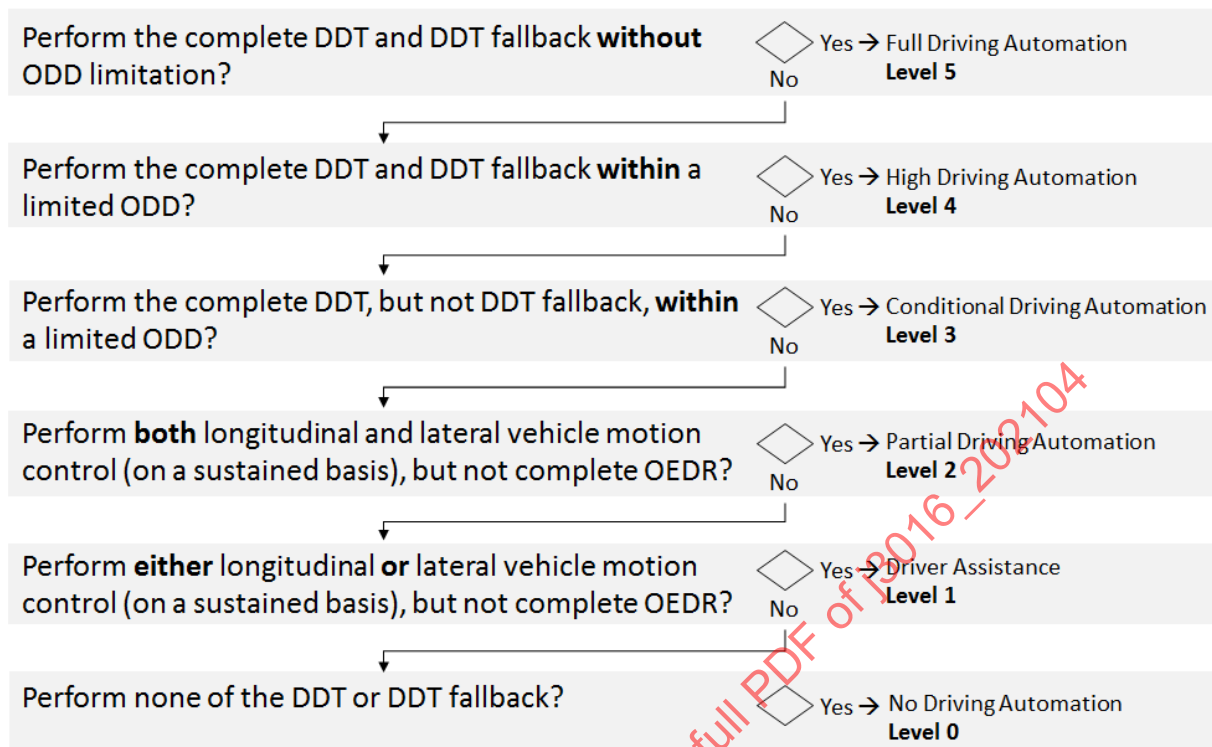 Perform the complete DDT and DDT fallback without
ODD limitation?
Yes → Full Driving Automation
Level 5
No
Perform the complete DDT and DDT fallback within a
limited ODD?
Yes → High Driving Automation
Level 4
No
Perform the complete DDT, but not DDT fallback, within
a limited ODD?
Yes → Conditional Driving Automation
Level 3
No
Perform both longitudinal and lateral vehicle motion
control (on a sustained basis), but not complete OEDR?
Yes → Partial Driving Automation
Level 2
No
Perform either longitudinal or lateral vehicle motion
control (on a sustained basis), but not complete OEDR?
Yes → Driver Assistance
Level 1
No
Perform none of the DDT or DDT fallback?
Yes → No Driving Automation
Level 0
full PDF of j3016_202104